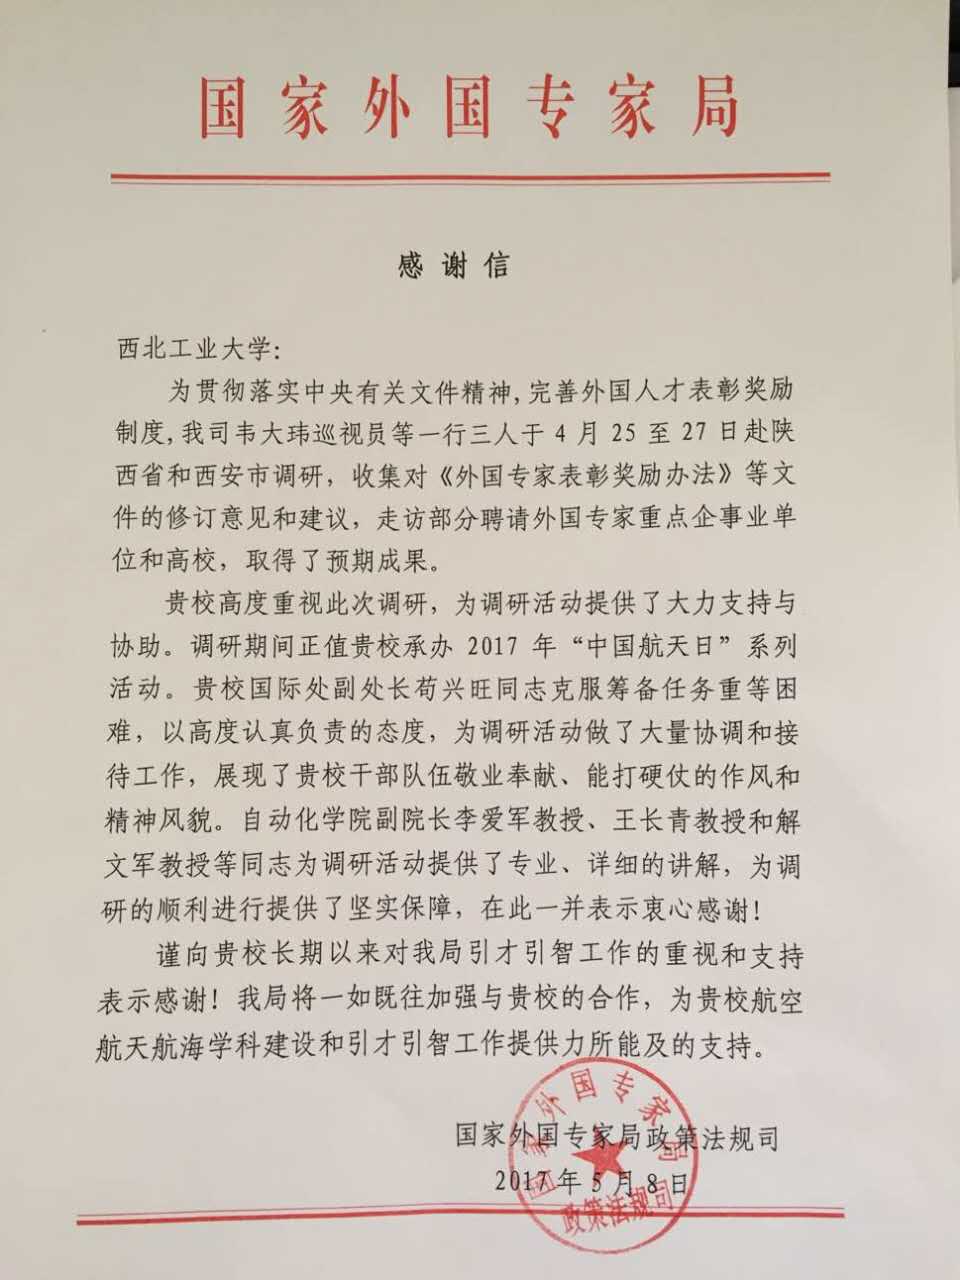 国家外国专家局
感谢信
西北工业大学：
为贯彻落实中央有关文件精神,完善外国人才表彰奖励
制度,我司韦大玮巡视员等一行三人于4月25至27日赴陕
西省和西安市调研，收集对《外国专家表彰奖励办法》等文
件的修订意见和建议，走访部分聘请外国专家重点企事业单
位和高校，取得了预期成果。
贵校高度重视此次调研，为调研活动提供了大力支持与
协助。调研期间正值贵校承办2017年“中国航天日”系列
活动。贵校国际处副处长苟兴旺同志克服筹备任务重等困
难，以高度认真负责的态度，为调研活动做了大量协调和接
待工作，展现了贵校干部队伍敬业奉献、能打硬仗的作风和
精神风貌。自动化学院副院长李爱军教授、王长青教授和解
文军教授等同志为调研活动提供了专业、详细的讲解，为调
研的顺利进行提供了坚实保障，在此一并表示衷心感谢！
谨向贵校长期以来对我局引才引智工作的重视和支持
表示感谢！我局将一如既往加强与贵校的合作，为贵校航空
航天航海学科建设和引才引智工作提供力所能及的支持。
国家外国专家局政策法规司
2017年5月8日
国家外国专家局
政策法规司